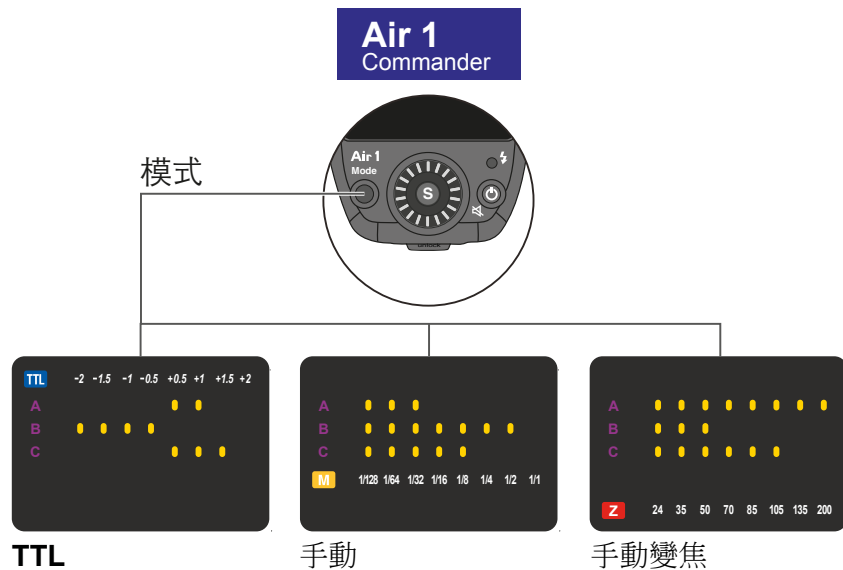 Air 1
Commander
模式
Air 1
Mode
S
TTL -2 -1.5 -1 -0.5 +0.5 +1 +1.5 +2
A
B
C
A
B
C
M 1/128 1/64 1/32 1/16 1/8 1/4 1/2 1/1
A
B
C
Z 24 35 50 70 85 105 135 200
TTL
手動
手動變焦